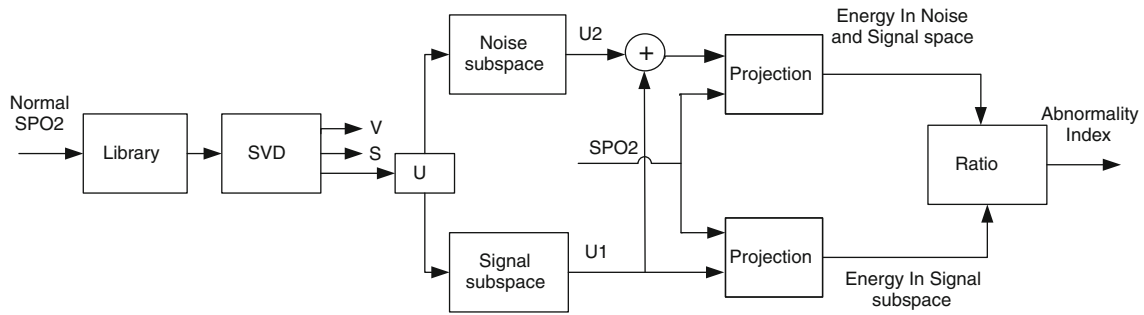 Normal
SPO2
Library
SVD
V
S
U
Noise
subspace
U2
+
Signal
subspace
U1
SPO2
Projection
Energy In Noise
and Signal space
Projection
Energy In Signal
subspace
Ratio
Abnormality
Index